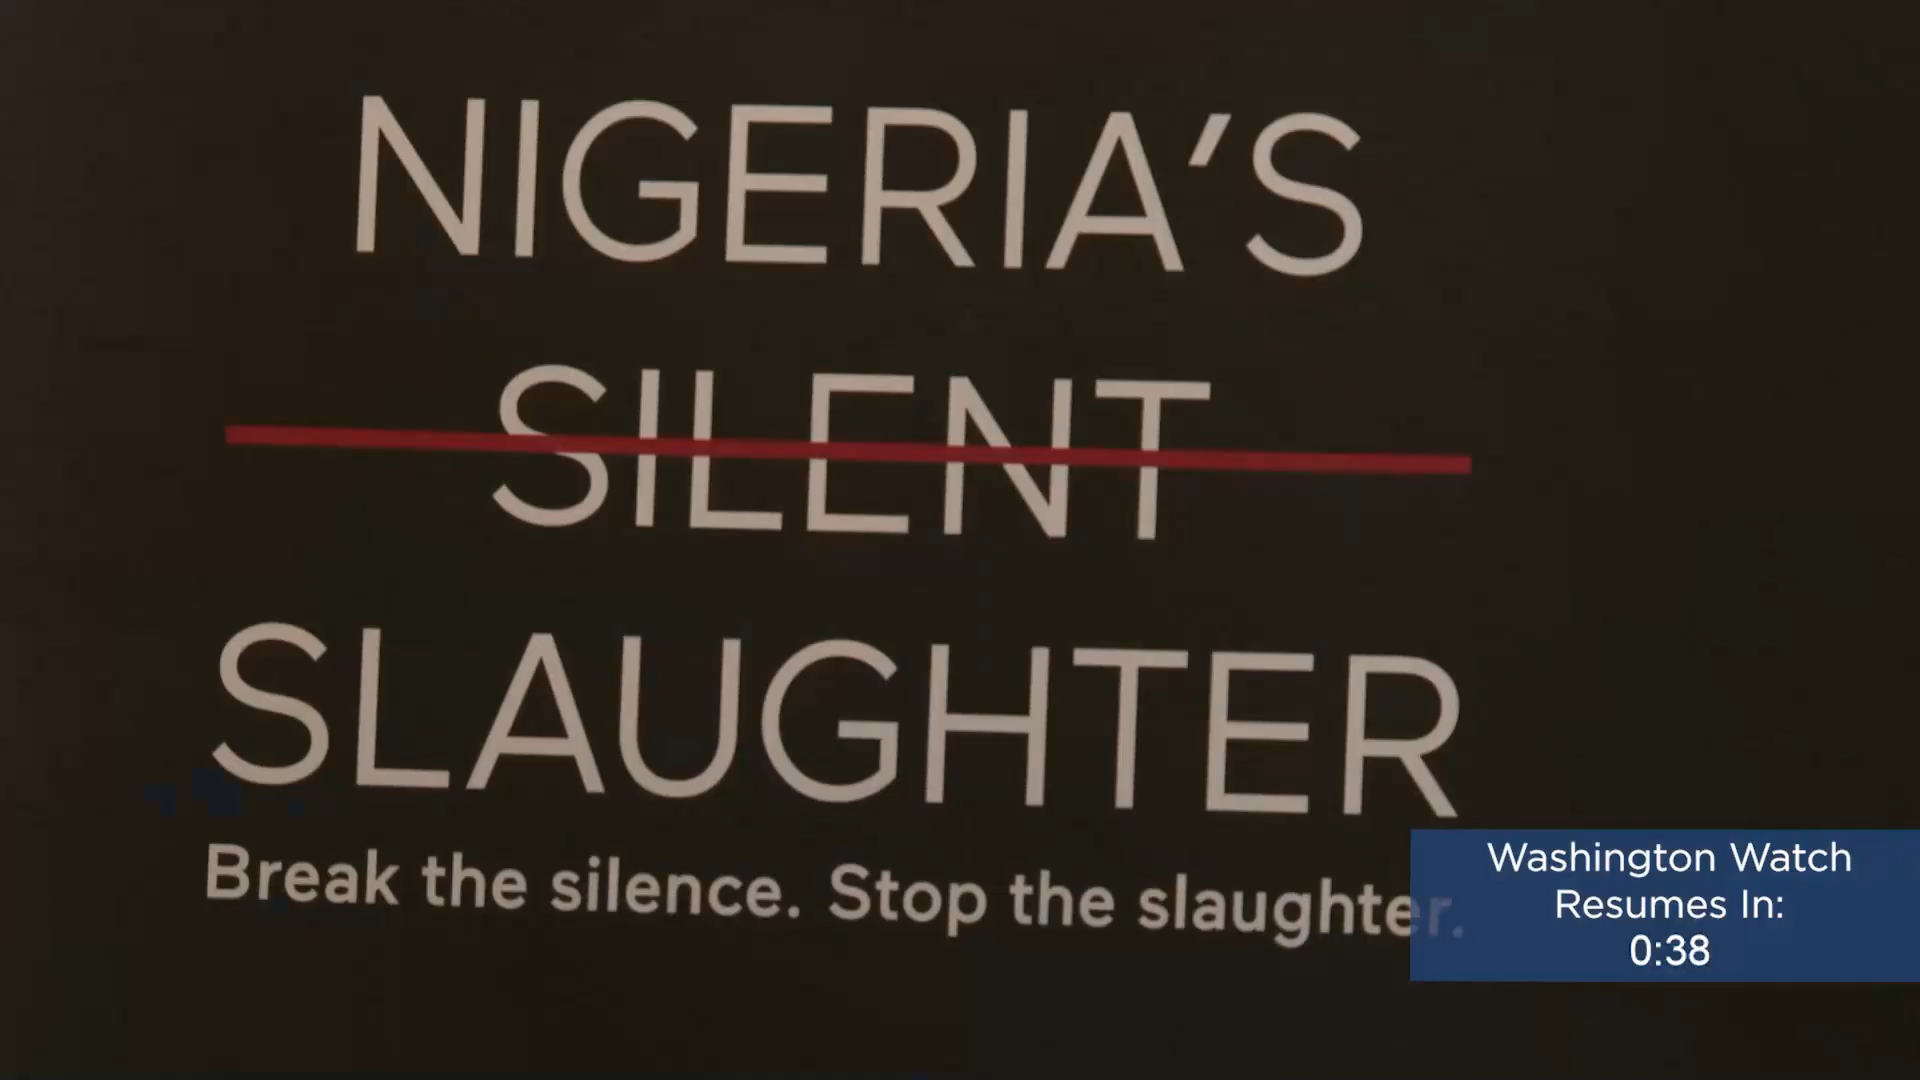 NIGERIA'S
SILENT
SLAUGHTER
Break the silence. Stop the slaughter.
Washington Watch
Resumes In:
0:38